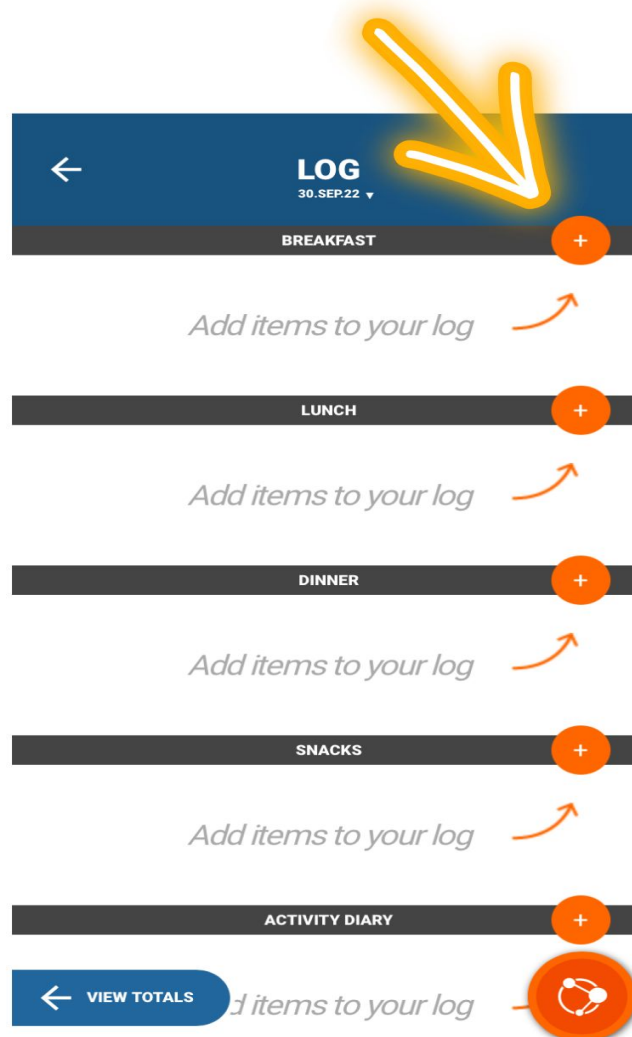 LOG
30.SEP.22
BREAKFAST
+
Add items to your log
LUNCH
+
Add items to your log
DINNER
+
Add items to your log
SNACKS
+
Add items to your log
ACTIVITY DIARY
+
VIEW TOTALS
items to your log